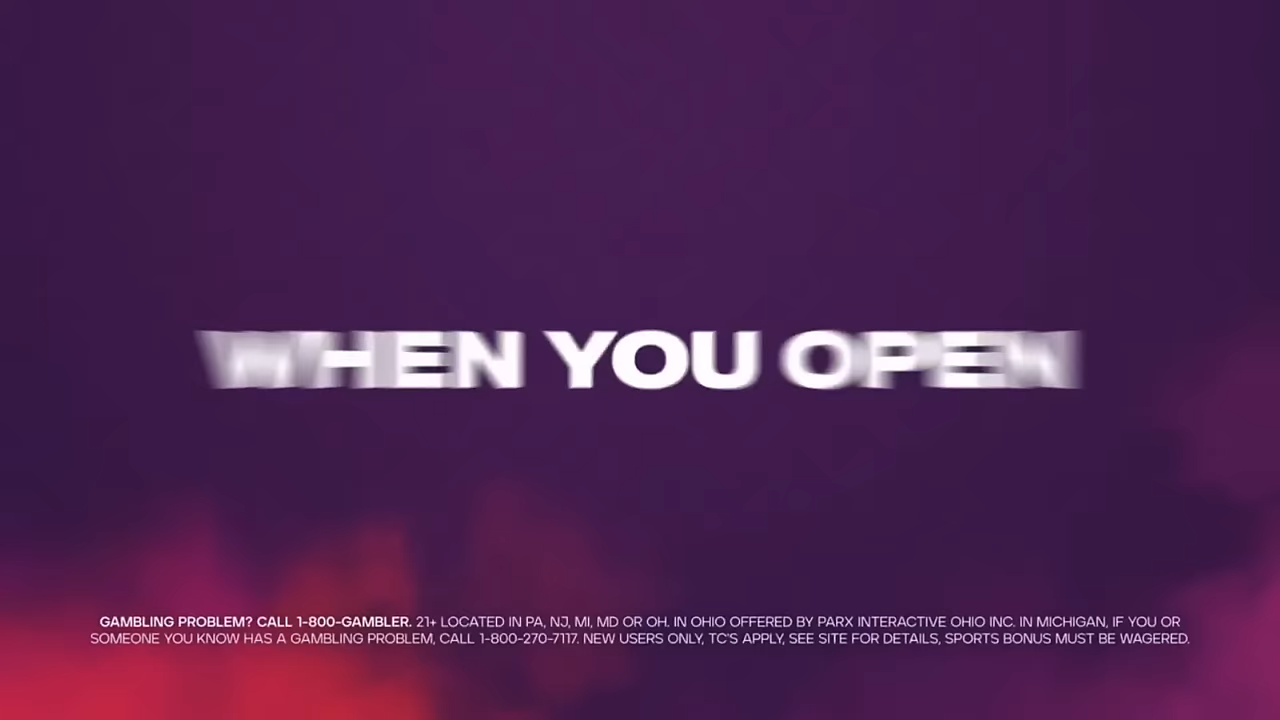 WHEN YOU OPEN
GAMBLING PROBLEM? CALL 1-800-GAMBLER. 21+ LOCATED IN PA, NJ, MI, MD OR OH. IN OHIO OFFERED BY PARX INTERACTIVE OHIO INC. IN MICHIGAN, IF YOU OR
SOMEONE YOU KNOW HAS A GAMBLING PROBLEM, CALL 1-800-270-7117. NEW USERS ONLY, TC'S APPLY, SEE SITE FOR DETAILS, SPORTS BONUS MUST BE WAGERED.